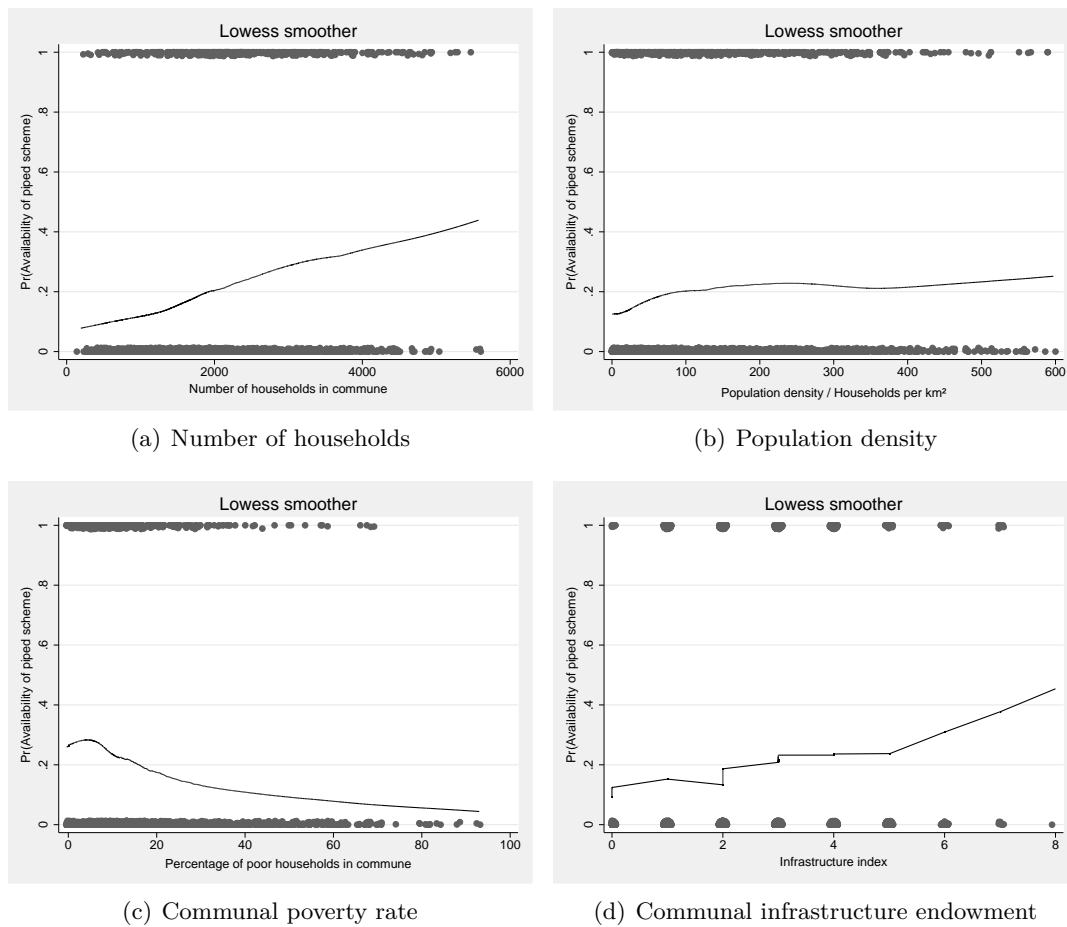 Lowess smoother
Pr(Availability of piped scheme)
1
.8
.6
.4
.2
0
0 2000 4000 6000
Number of households in commune
(a) Number of households
Lowess smoother
Pr(Availability of piped scheme)
1
.8
.6
.4
.2
0
0 100 200 300 400 500 600
Population density / Households per km²
(b) Population density
Lowess smoother
Pr(Availability of piped scheme)
1
.8
.6
.4
.2
0
0 20 40 60 80 100
Percentage of poor households in commune
(c) Communal poverty rate
Lowess smoother
Pr(Availability of piped scheme)
1
.8
.6
.4
.2
0
0 2 4 6 8
Infrastructure index
(d) Communal infrastructure endowment